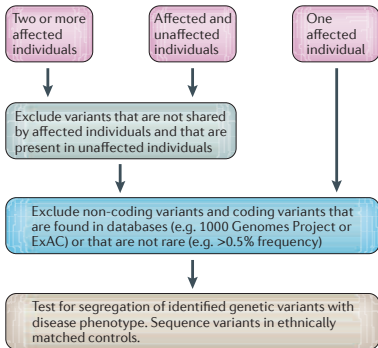 Two or more
affected
individuals
Affected and
unaffected
individuals
One
affected
individual
Exclude variants that are not shared
by affected individuals and that are
present in unaffected individuals
Exclude non-coding variants and coding variants that
are found in databases (e.g. 1000 Genomes Project or
ExAC) or that are not rare (e.g. >0.5% frequency)
Test for segregation of identified genetic variants with
disease phenotype. Sequence variants in ethnically
matched controls.